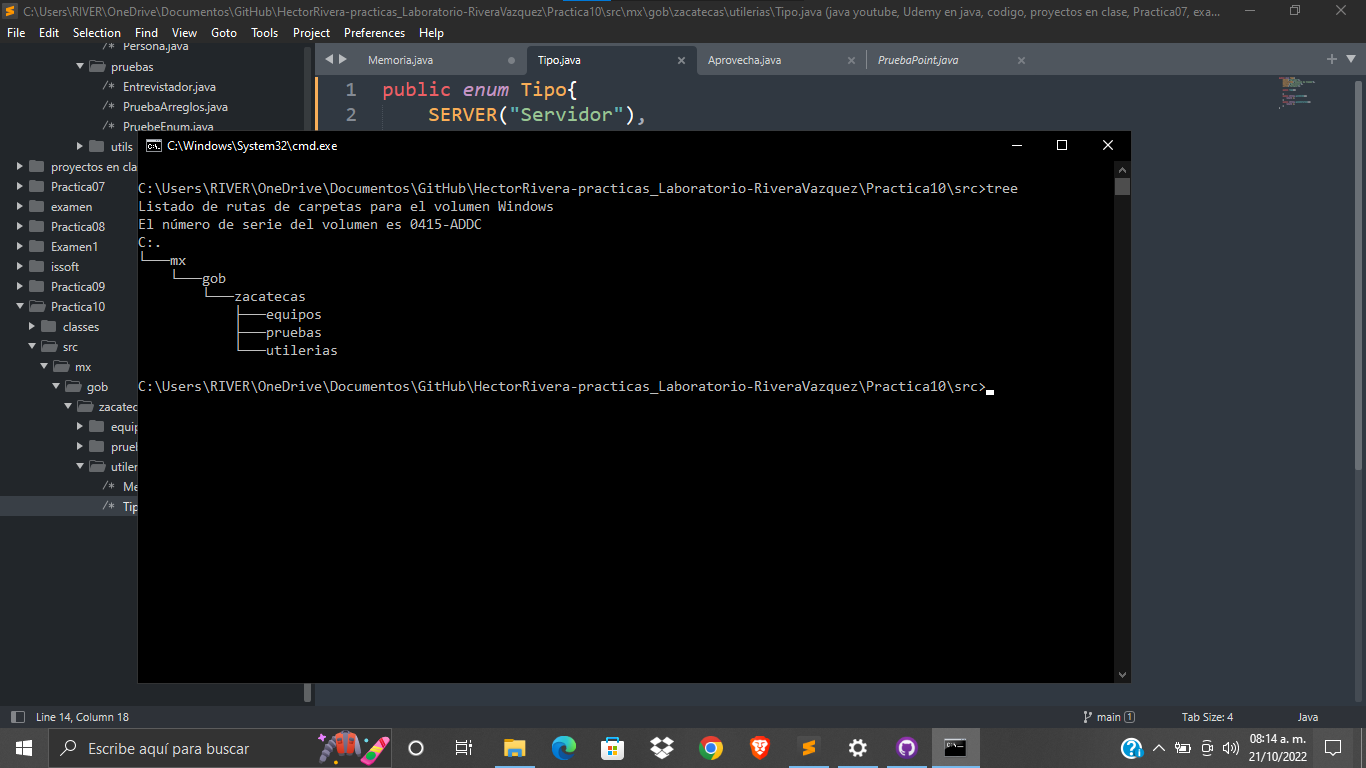 C:\Users\RIVER\OneDrive\Documentos\GitHub\HectorRivera-practicas_Laboratorio-RiveraVazquez\Practica10\src\mx\gob\zacatecas\utilerias\Tipo.java (java youtube, Udemy en java, codigo, proyectos en clase, Practica07, exa...
File Edit Selection Find View Goto Tools Project Preferences Help
/* Persona.java
pruebas
/* Entrevistador.java
/* PruebaArreglos.java
/* PruebeEnum.java
utils
proyectos en cla
Practica07
examen
Practica08
Examen1
issoft
Practica09
Practica10
classes
src
mx
gob
zacatec
equip
prueb
utiler
/* Me
/* Tip
Memoria.java Tipo.java Aprovecha.java PruebaPoint.java
1 public enum Tipo{
2 SERVER("Servidor"),
C:\Windows\System32\cmd.exe
C:\Users\RIVER\OneDrive\Documentos\GitHub\HectorRivera-practicas_Laboratorio-RiveraVazquez\Practica10\src>tree
Listado de rutas de carpetas para el volumen Windows
El número de serie del volumen es 0415-ADDC
C:.
└───mx
└───gob
└───zacatecas
├───equipos
├───pruebas
└───utilerias
C:\Users\RIVER\OneDrive\Documentos\GitHub\HectorRivera-practicas_Laboratorio-RiveraVazquez\Practica10\src>
Line 14, Column 18 main 1 Tab Size: 4 Java
Escribe aquí para buscar
08:14 a. m.
21/10/2022